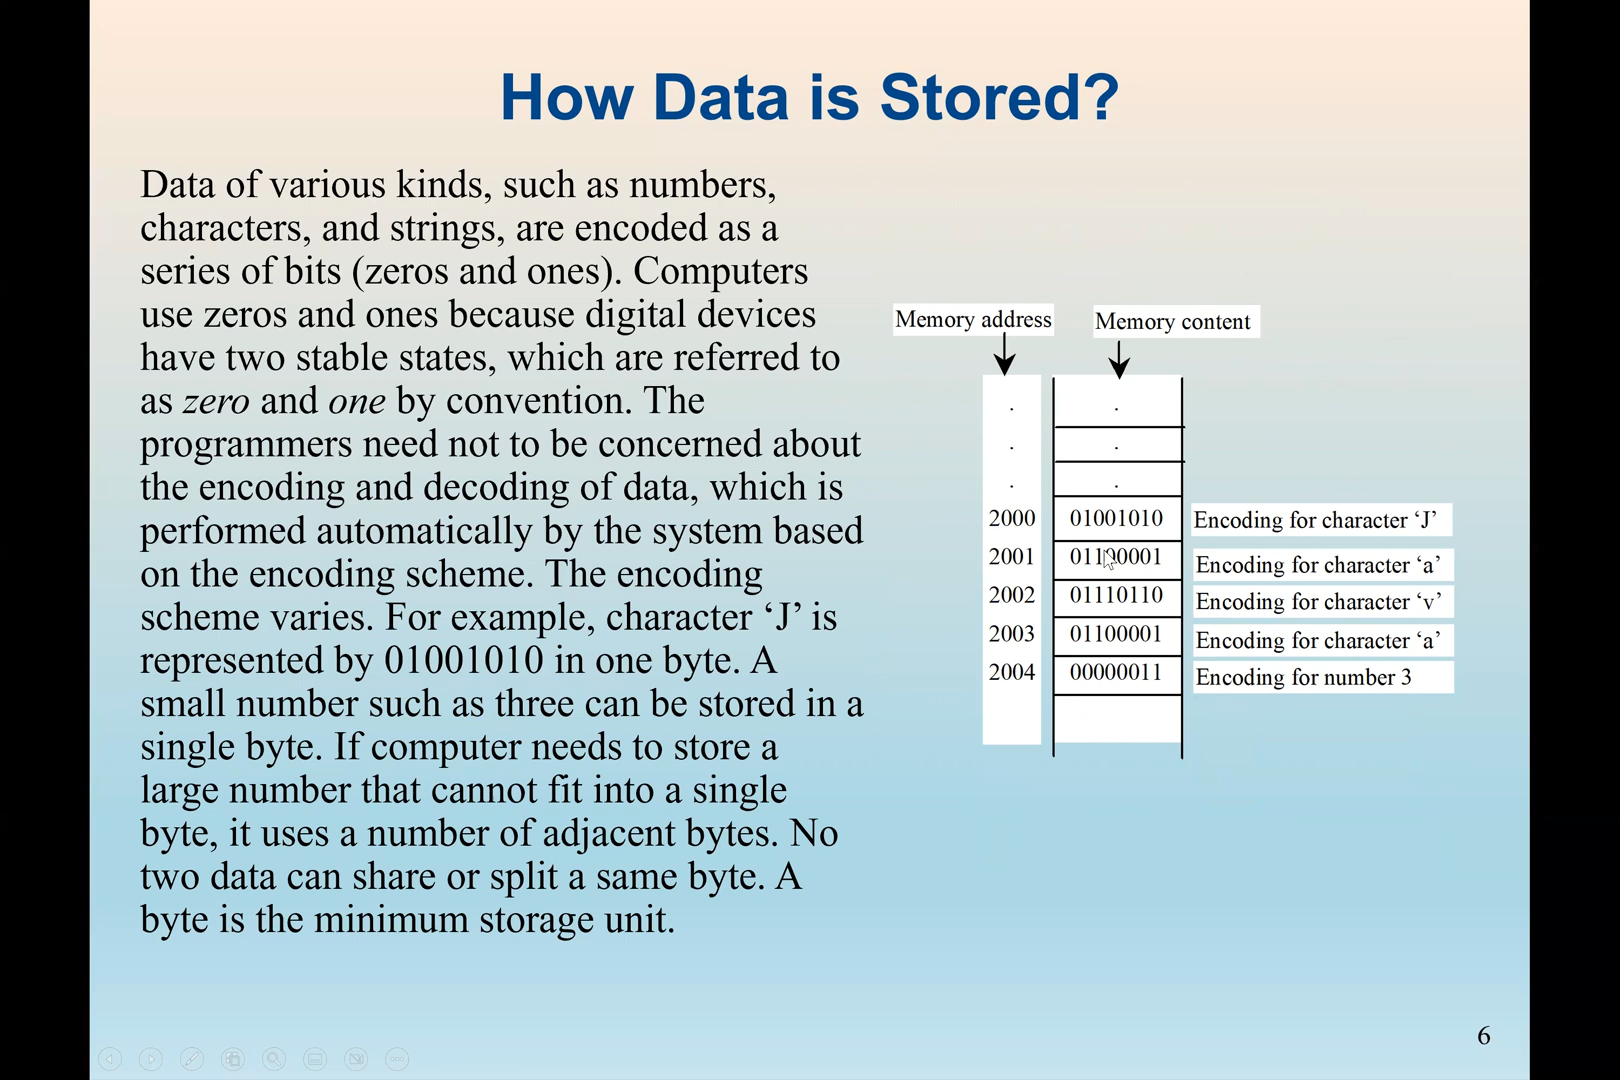 How Data is Stored?
Data of various kinds, such as numbers,
characters, and strings, are encoded as a
series of bits (zeros and ones). Computers
use zeros and ones because digital devices
have two stable states, which are referred to
as zero and one by convention. The
programmers need not to be concerned about
the encoding and decoding of data, which is
performed automatically by the system based
on the encoding scheme. The encoding
scheme varies. For example, character ‘J’ is
represented by 01001010 in one byte. A
small number such as three can be stored in a
single byte. If computer needs to store a
large number that cannot fit into a single
byte, it uses a number of adjacent bytes. No
two data can share or split a same byte. A
byte is the minimum storage unit.
Memory address Memory content
. .
. .
. .
2000 01001010 Encoding for character ‘J’
2001 01100001 Encoding for character ‘a’
2002 01110110 Encoding for character ‘v’
2003 01100001 Encoding for character ‘a’
2004 00000011 Encoding for number 3
6